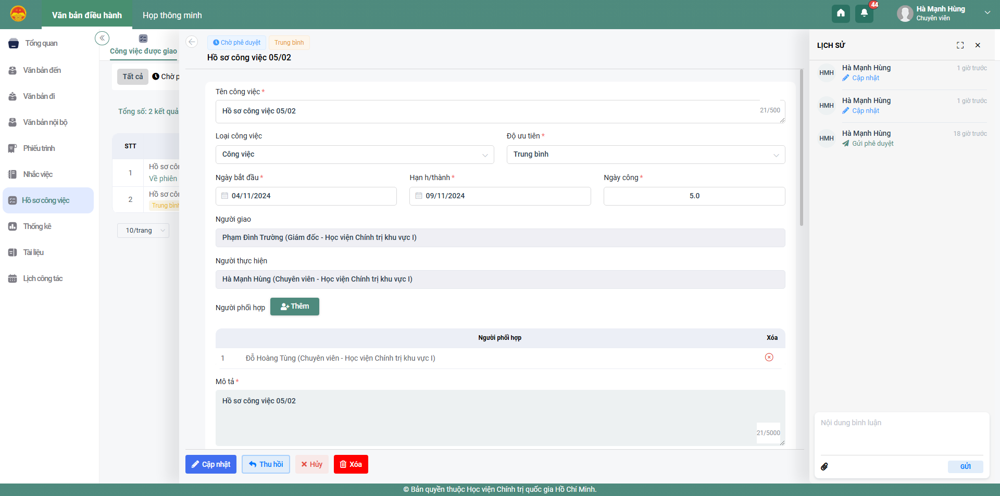 Văn bản điều hành
Họp thông minh
44
Hà Mạnh Hùng
Chuyên viên
Tổng quan
Văn bản đến
Văn bản đi
Văn bản nội bộ
Phiếu trình
Nhắc việc
Hồ sơ công việc
Thống kê
Tài liệu
Lịch công tác
Công việc được giao
Tất cả
Chờ p
Tổng số: 2 kết quả
STT
1
Hồ sơ côn
Về phiên
2
Hồ sơ côn
Trung bình
10/trang
Chờ phê duyệt
Trung bình
Hồ sơ công việc 05/02
Tên công việc *
Hồ sơ công việc 05/02
21/500
Loại công việc
Độ ưu tiên *
Công việc
Trung bình
Ngày bắt đầu *
Hạn h/thành *
Ngày công *
04/11/2024
09/11/2024
5.0
Người giao
Phạm Đình Trường (Giám đốc - Học viện Chính trị khu vực I)
Người thực hiện
Hà Mạnh Hùng (Chuyên viên - Học viện Chính trị khu vực I)
Người phối hợp
Thêm
Người phối hợp
Xóa
1
Đỗ Hoàng Tùng (Chuyên viên - Học viện Chính trị khu vực I)
Mô tả *
Hồ sơ công việc 05/02
21/5000
Cập nhật
Thu hồi
Hủy
Xóa
LỊCH SỬ
HMH
Hà Mạnh Hùng
1 giờ trước
Cập nhật
HMH
Hà Mạnh Hùng
1 giờ trước
Cập nhật
HMH
Hà Mạnh Hùng
18 giờ trước
Gửi phê duyệt
Nội dung bình luận
GỬI
© Bản quyền thuộc Học viện Chính trị quốc gia Hồ Chí Minh.